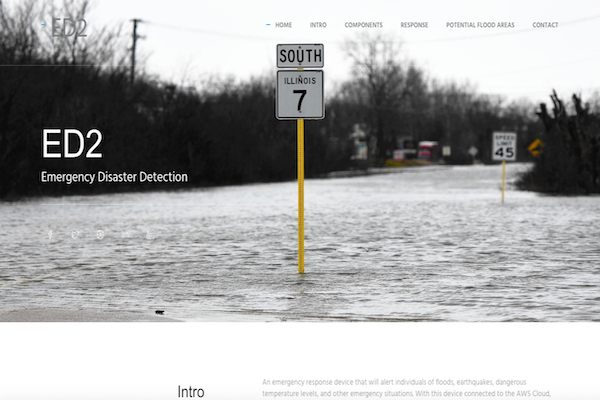 ED2
HOME INTRO COMPONENTS RESPONSE POTENTIAL FLOOD AREAS CONTACT
SOUTH
ILLINOIS
7
SPEED
LIMIT
45
ED2
Emergency Disaster Detection
Intro
An emergency response device that will alert individuals of floods, earthquakes, dangerous
temperature levels, and other emergency situations. With this device connected to the AWS Cloud,